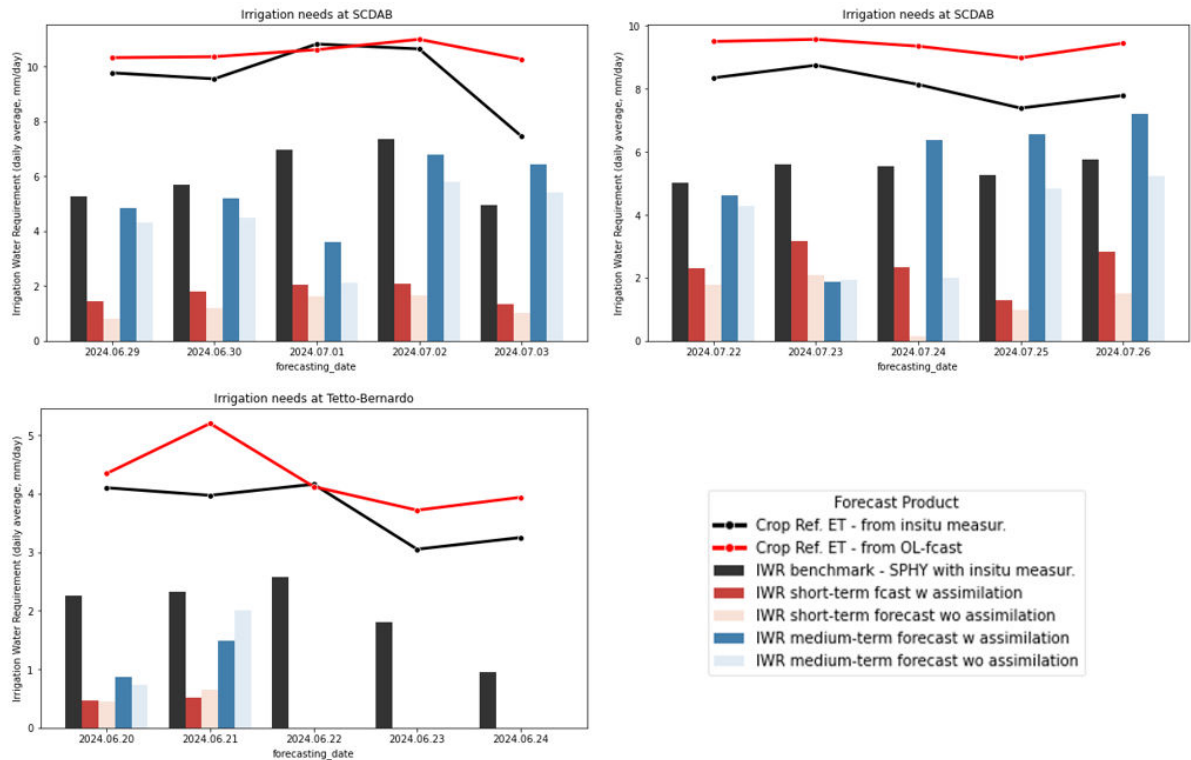 Irrigation needs at SCDAB
Irrigation Water Requirement (daily average, mm/day)
10
8
6
4
2
0
2024.06.29 2024.06.30 2024.07.01 2024.07.02 2024.07.03
forecasting_date
Irrigation needs at SCDAB
Irrigation Water Requirement (daily average, mm/day)
10
8
6
4
2
0
2024.07.22 2024.07.23 2024.07.24 2024.07.25 2024.07.26
forecasting_date
Irrigation needs at Tetto-Bernardo
Irrigation Water Requirement (daily average, mm/day)
5
4
3
2
1
0
2024.06.20 2024.06.21 2024.06.22 2024.06.23 2024.06.24
forecasting_date
Forecast Product
Crop Ref. ET - from insitu measur.
Crop Ref. ET - from OL-fcast
IWR benchmark - SPHY with insitu measur.
IWR short-term fcast w assimilation
IWR short-term forecast wo assimilation
IWR medium-term forecast w assimilation
IWR medium-term forecast wo assimilation